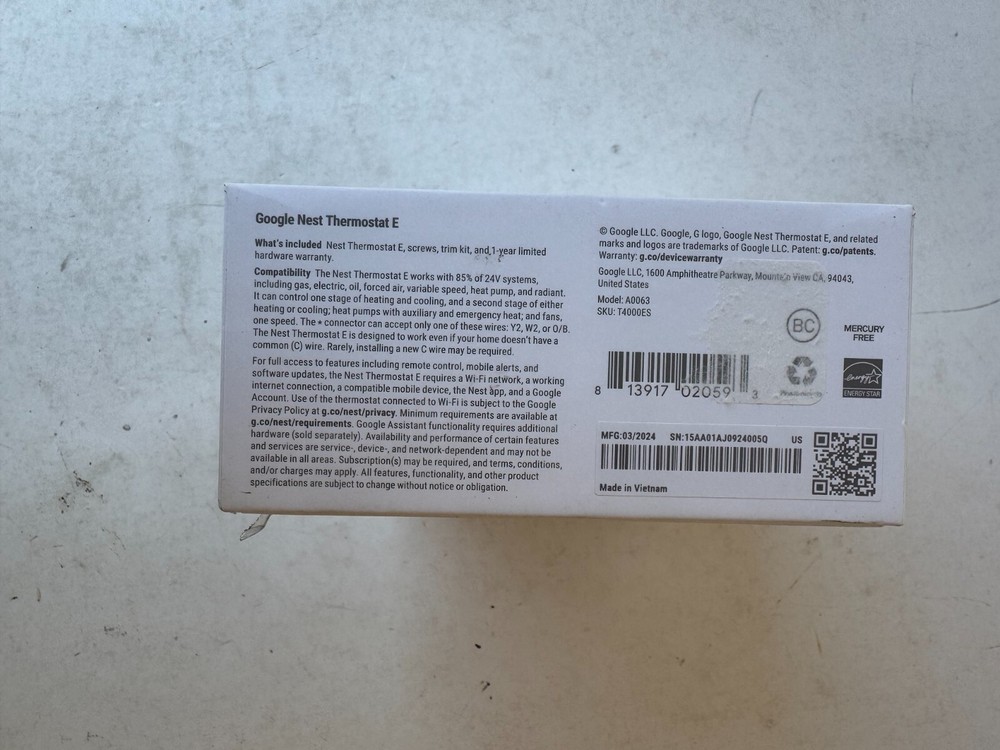 Google Nest Thermostat E
What's included Nest Thermostat E, screws, trim kit, and 1-year limited
hardware warranty.
Compatibility The Nest Thermostat E works with 85% of 24V systems,
including gas, electric, oil, forced air, variable speed, heat pump, and radiant.
It can control one stage of heating and cooling, and a second stage of either
heating or cooling; heat pumps with auxiliary and emergency heat; and fans,
one speed. The * connector can accept only one of these wires: Y2, W2, or O/B.
The Nest Thermostat E is designed to work even if your home doesn't have a
common (C) wire. Rarely, installing a new C wire may be required.
For full access to features including remote control, mobile alerts, and
software updates, the Nest Thermostat E requires a Wi-Fi network, a working
internet connection, a compatible mobile device, the Nest app, and a Google
Account. Use of the thermostat connected to Wi-Fi is subject to the Google
Privacy Policy at g.co/nest/privacy. Minimum requirements are available at
g.co/nest/requirements. Google Assistant functionality requires additional
hardware (sold separately). Availability and performance of certain features
and services are service-, device-, and network-dependent and may not be
available in all areas. Subscription(s) may be required, and terms, conditions,
and/or charges may apply. All features, functionality, and other product
specifications are subject to change without notice or obligation.
© Google LLC. Google, G logo, Google Nest Thermostat E, and related
marks and logos are trademarks of Google LLC. Patent: g.co/patents.
Warranty: g.co/devicewarranty
Google LLC, 1600 Amphitheatre Parkway, Mountain View CA, 94043,
United States
Model: A0063
SKU: T4000ES
BC
MERCURY
FREE
8 13917 02059 3
energy
ENERGY STAR
MFG:03/2024 SN:15AA01AJ0924005Q US
Made in Vietnam